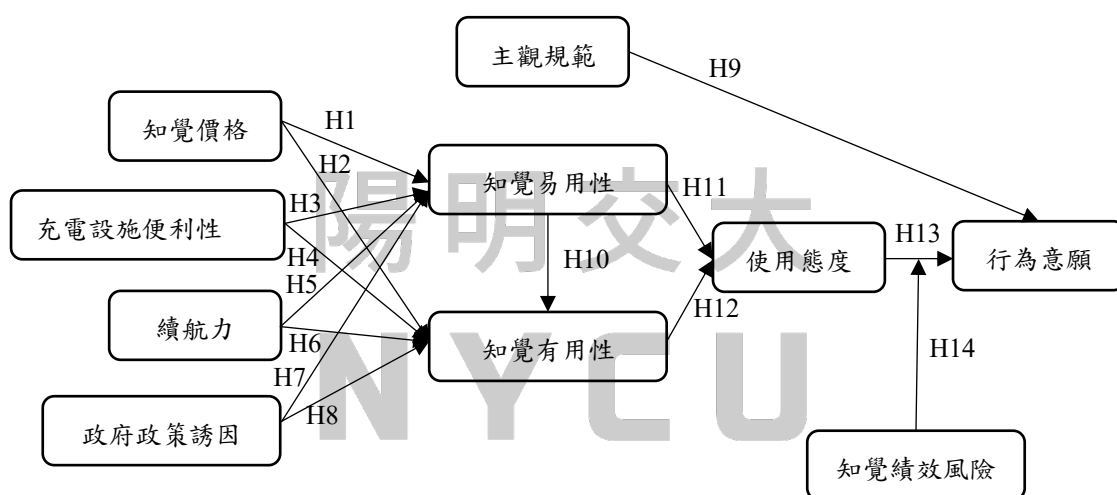 主觀規範
H9
知覺價格
H1
H2
知覺易用性
H11
充電設施便利性
H3
H4
H10
使用態度
H13
行為意願
續航力
H5
H6
H12
知覺有用性
H14
H7
H8
政府政策誘因
知覺績效風險
陽明交大
NYCU